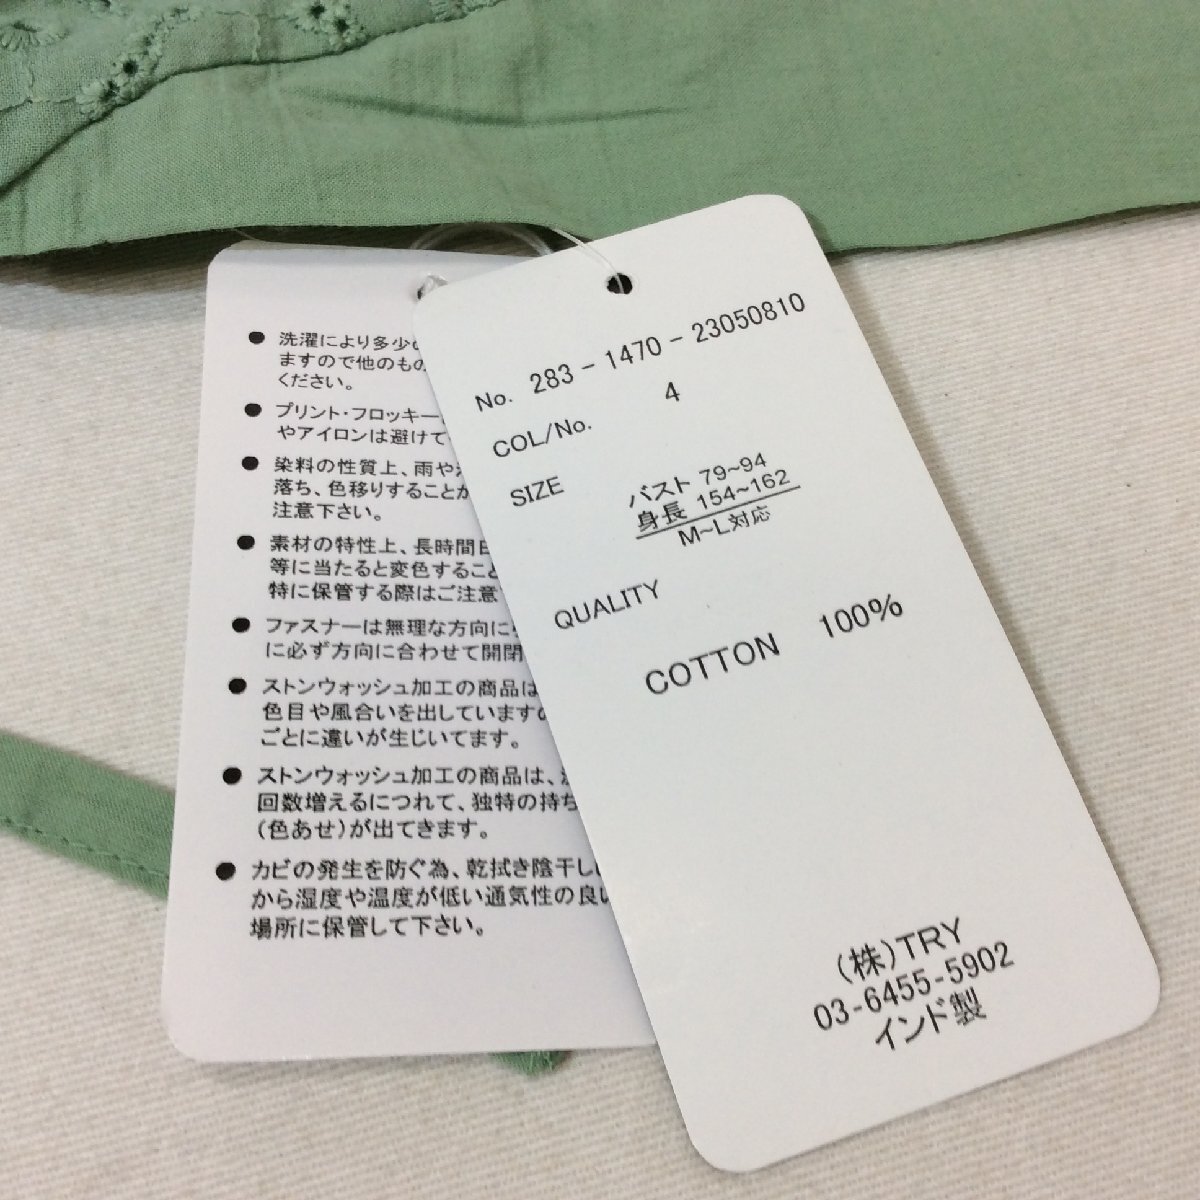 ● 洗濯により多少
ますので他のもの
ください。
● プリント・フロッキー
やアイロンは避けて
● 染料の性質上、雨や
落ち、色移りすることが
注意下さい。
● 素材の特性上、長時間
等に当たると変色すること
特に保管する際はご注意
● ファスナーは無理な方向に
に必ず方向に合わせて開閉
● ストンウォッシュ加工の商品は
色目や風合いを出しています
ごとに違いが生じいてます。
● ストンウォッシュ加工の商品は、
回数増えるにつれて、独特の持ち
(色あせ)が出てきます。
● カビの発生を防ぐ為、乾拭き陰干し
から湿度や温度が低い通気性の良い
場所に保管して下さい。
No. 283-1470-23050810
COL/No. 4
SIZE バスト 79~94
身長 154~162
M~L対応
QUALITY
COTTON 100%
(株)TRY
03-6455-5902
インド製